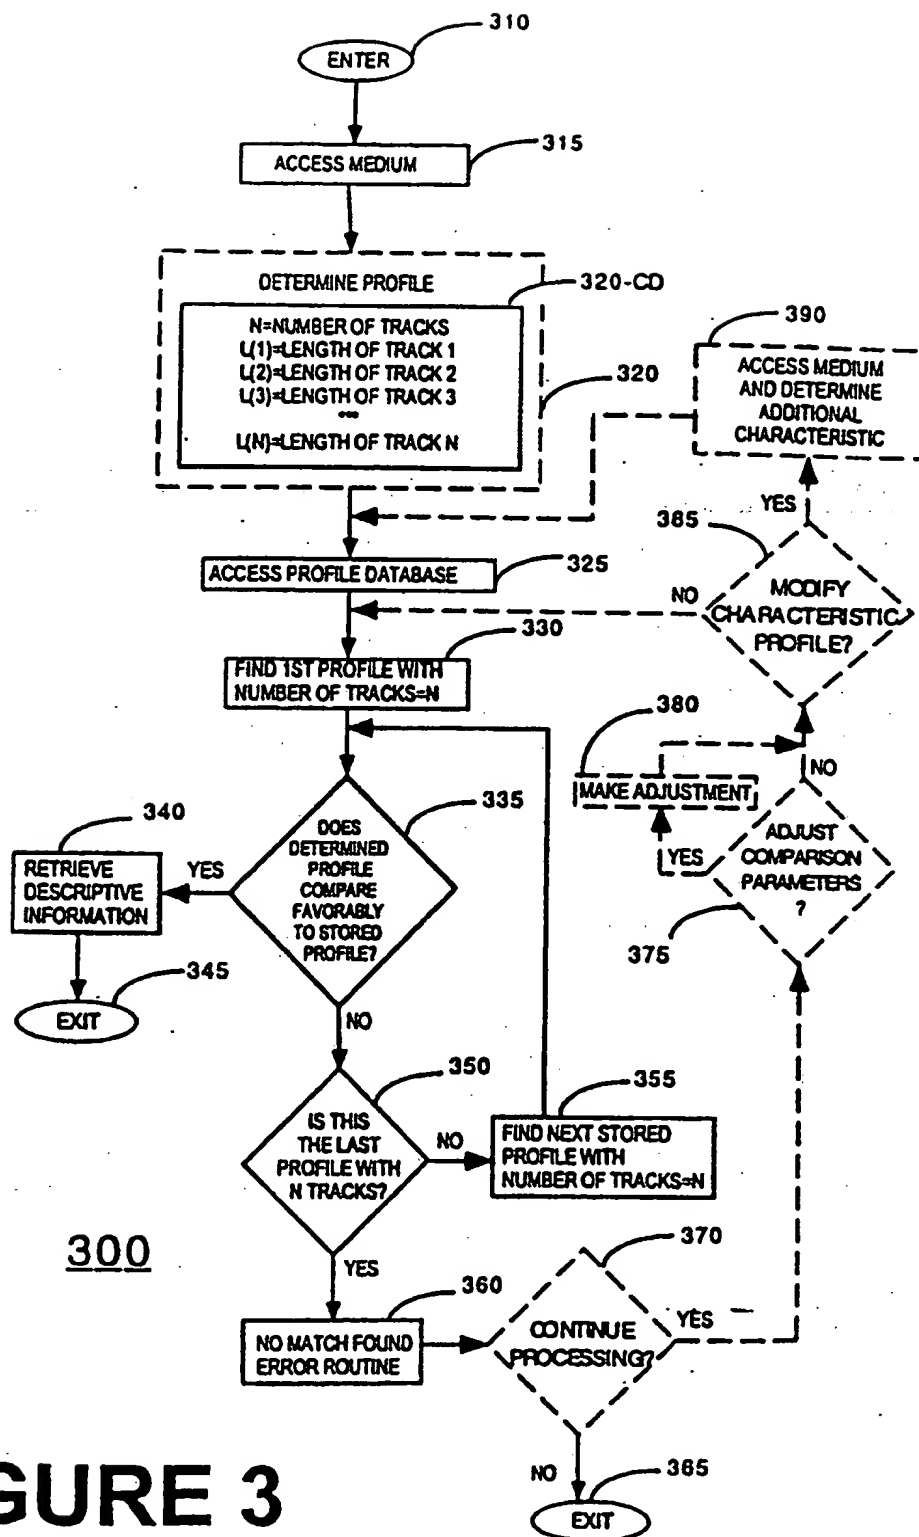 310
ENTER
315
ACCESS MEDIUM
DETERMINE PROFILE
320-CD
N=NUMBER OF TRACKS
L(1)=LENGTH OF TRACK 1
L(2)=LENGTH OF TRACK 2
L(3)=LENGTH OF TRACK 3
•••
L(N)=LENGTH OF TRACK N
320
390
ACCESS MEDIUM
AND DETERMINE
ADDITIONAL
CHARACTERISTIC
YES
385
MODIFY
CHARACTERISTIC
PROFILE?
NO
ACCESS PROFILE DATABASE
325
330
FIND 1ST PROFILE WITH
NUMBER OF TRACKS=N
380
MAKE ADJUSTMENT
NO
YES
ADJUST
COMPARISON
PARAMETERS
?
375
335
DOES
DETERMINED
PROFILE
COMPARE
FAVORABLY
TO STORED
PROFILE?
340
YES
RETRIEVE
DESCRIPTIVE
INFORMATION
345
EXIT
NO
350
IS THIS
THE LAST
PROFILE WITH
N TRACKS?
NO
355
FIND NEXT STORED
PROFILE WITH
NUMBER OF TRACKS=N
300
YES
360
NO MATCH FOUND
ERROR ROUTINE
370
CONTINUE
PROCESSING?
YES
NO
365
EXIT
GURE 3